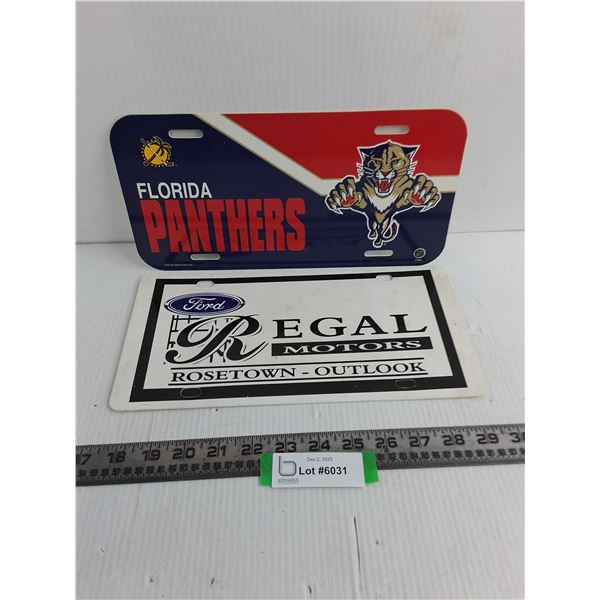 FLORIDA
PANTHERS
Ford
REGAL
MOTORS
ROSETOWN - OUTLOOK
17 18 19 20 21 22 23 24 25 26 27 28 29 30
Dec 2, 2025
Lot #6031
b
BODNARUS